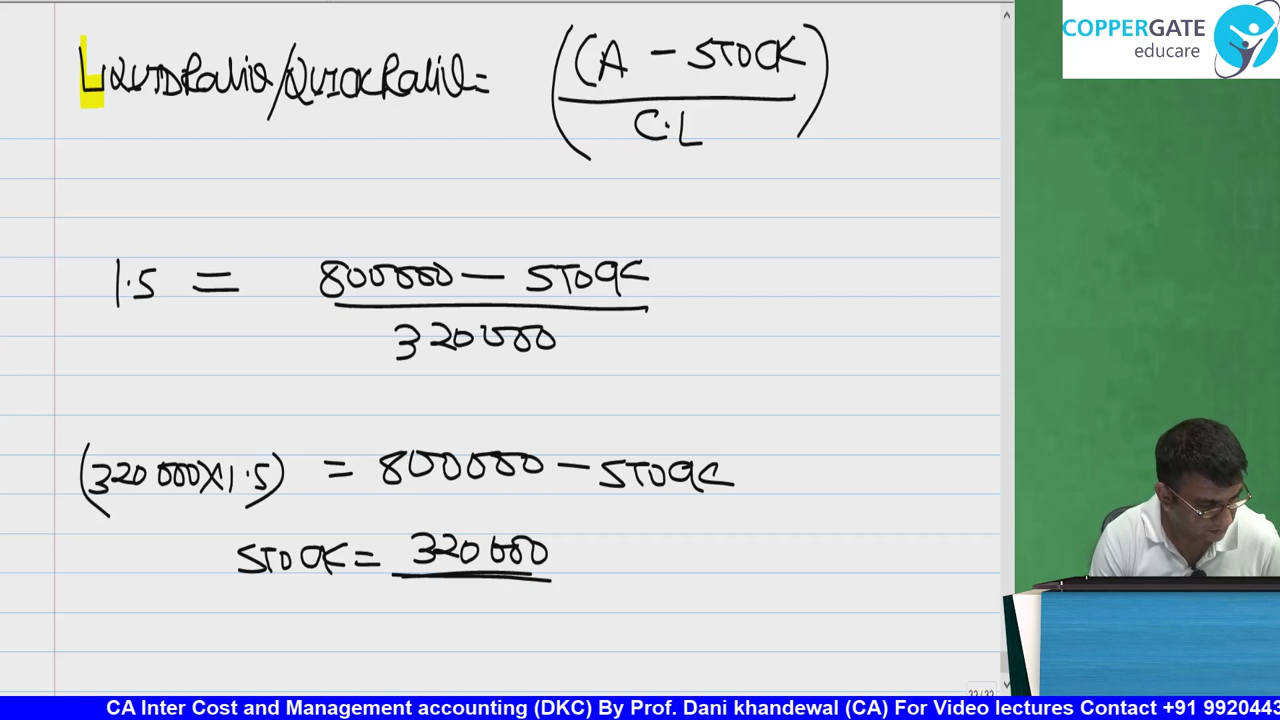 LIQUID Ratio/QUICK Ratio = (CA - STOCK / C.L)
1.5 = 800000 - STOCK / 320000
(320000 X 1.5) = 800000 - STOCK
STOCK = 320000
COPPERGATE
educare
CA Inter Cost and Management accounting (DKC) By Prof. Dani khandewal (CA) For Video lectures Contact +91 9920443